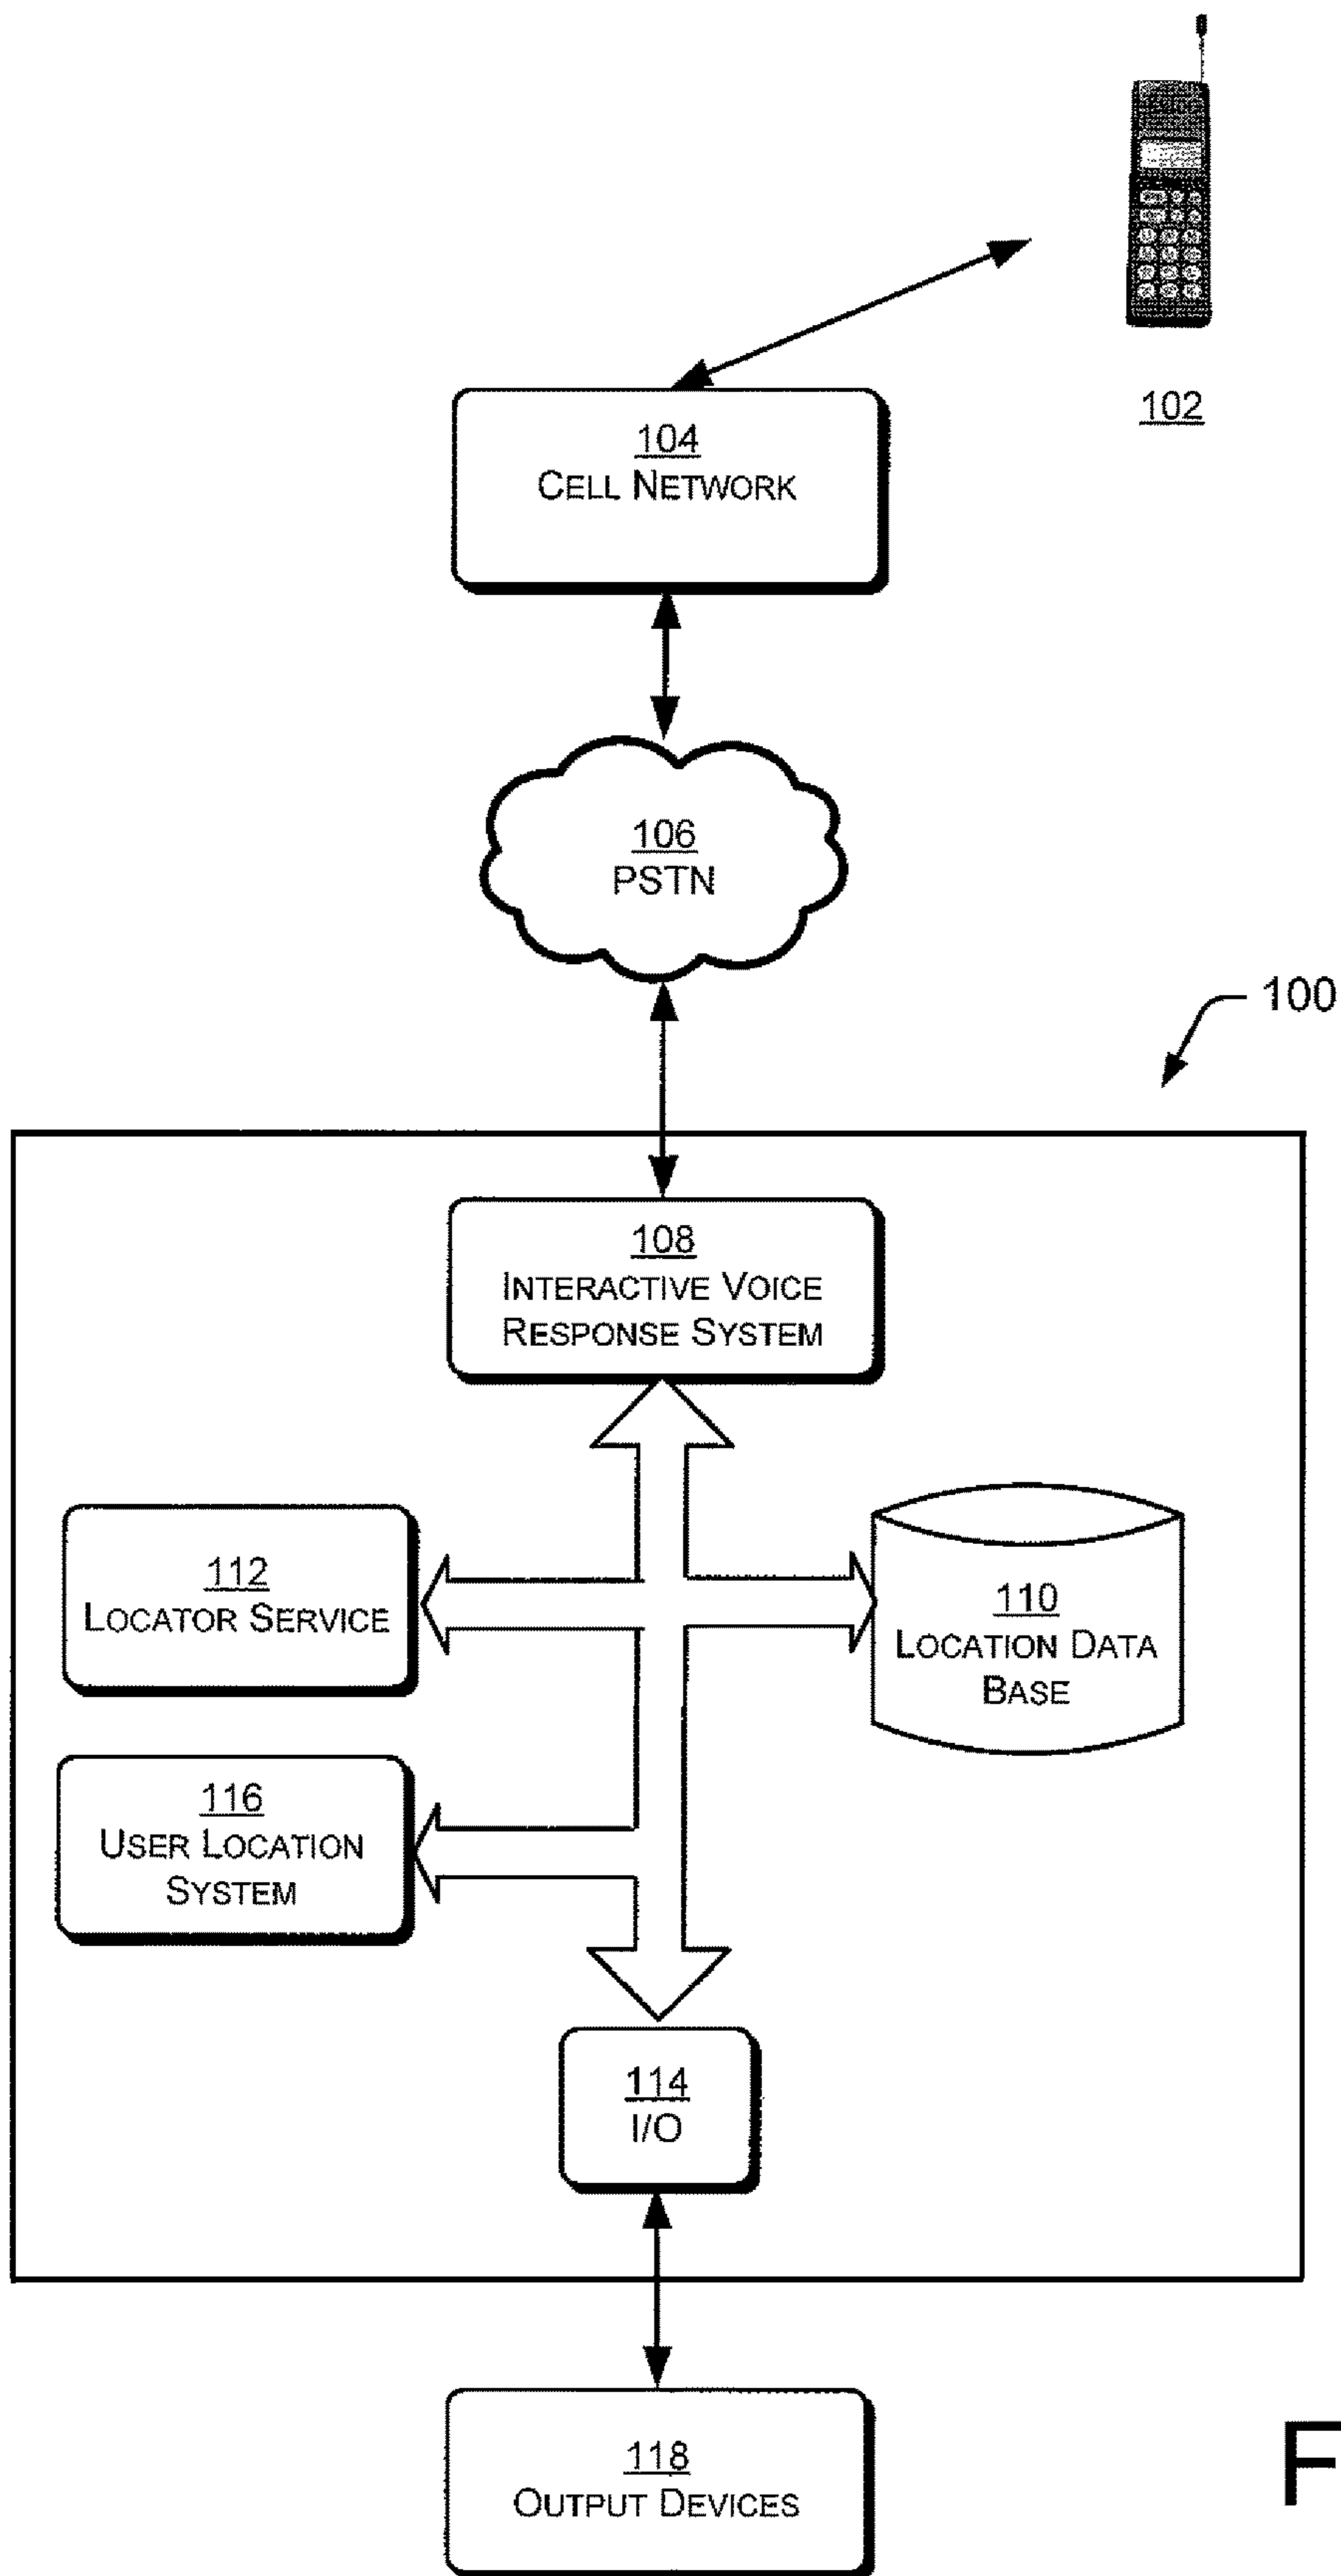 102
104
CELL NETWORK
106
PSTN
100
108
INTERACTIVE VOICE
RESPONSE SYSTEM
112
LOCATOR SERVICE
110
LOCATION DATA
BASE
116
USER LOCATION
SYSTEM
114
I/O
118
OUTPUT DEVICES
F